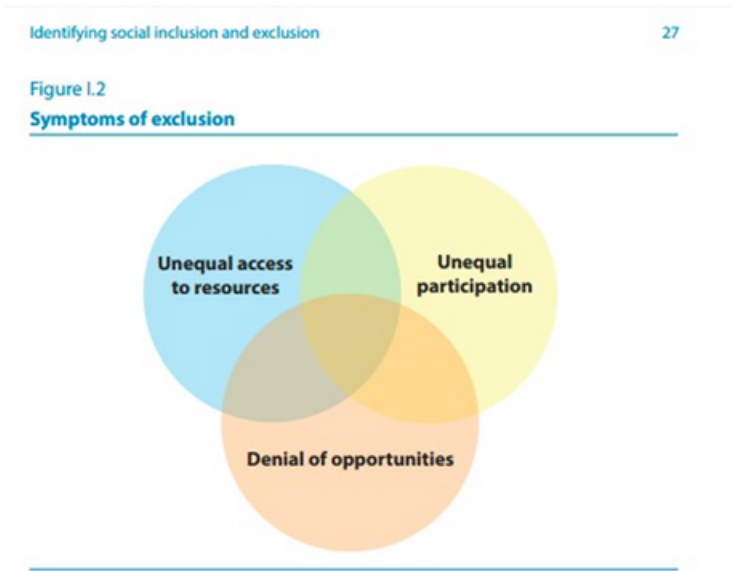 Identifying social inclusion and exclusion 27
Figure I.2
Symptoms of exclusion
Unequal access
to resources
Unequal
participation
Denial of opportunities